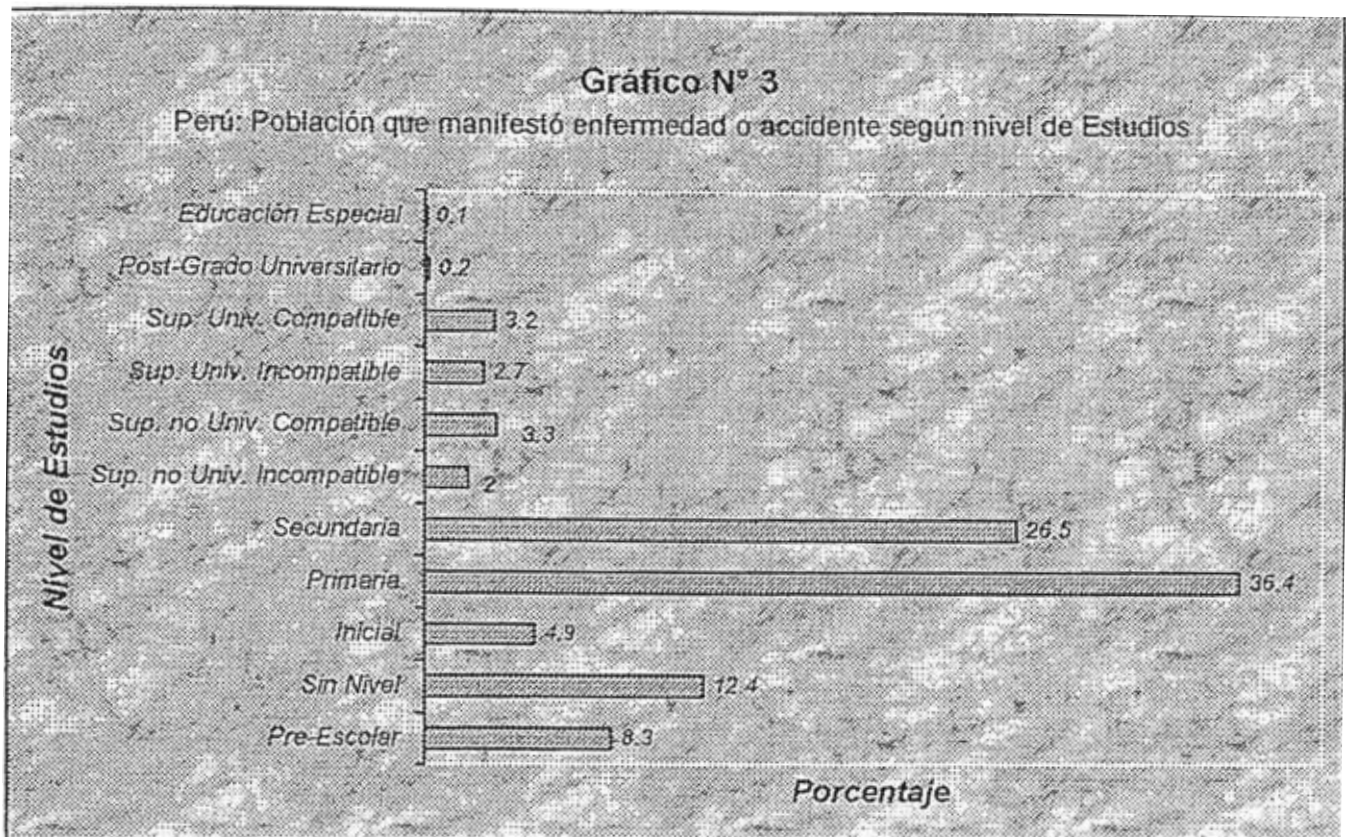 Gráfico N° 3
Perú: Población que manifestó enfermedad o accidente según nivel de Estudios
Nivel de Estudios
Educación Especial 0.1
Post-Grado Universitario 0.2
Sup. Univ. Compatible 3.2
Sup. Univ. Incompatible 2.7
Sup. no Univ. Compatible 3.3
Sup. no Univ. Incompatible 2
Secundaria 26.5
Primaria 36.4
Inicial 4.9
Sin Nivel 12.4
Pre-Escolar 8.3
Porcentaje